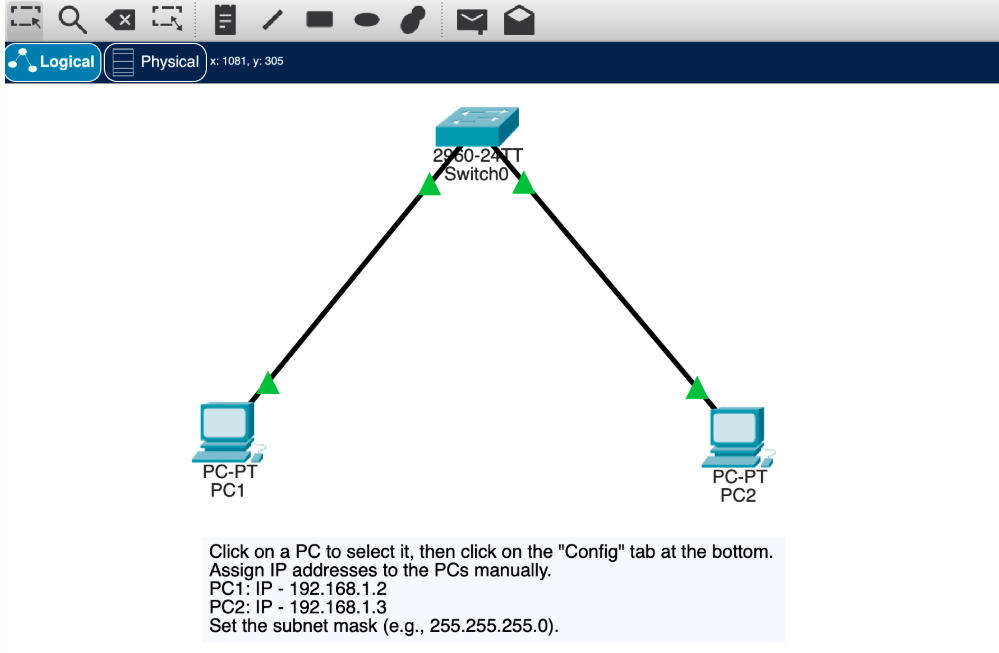 Logical
Physical
x: 1081, y: 305
2960-24TT
Switch0
PC-PT
PC1
PC-PT
PC2
Click on a PC to select it, then click on the "Config" tab at the bottom.
Assign IP addresses to the PCs manually.
PC1: IP - 192.168.1.2
PC2: IP - 192.168.1.3
Set the subnet mask (e.g., 255.255.255.0).